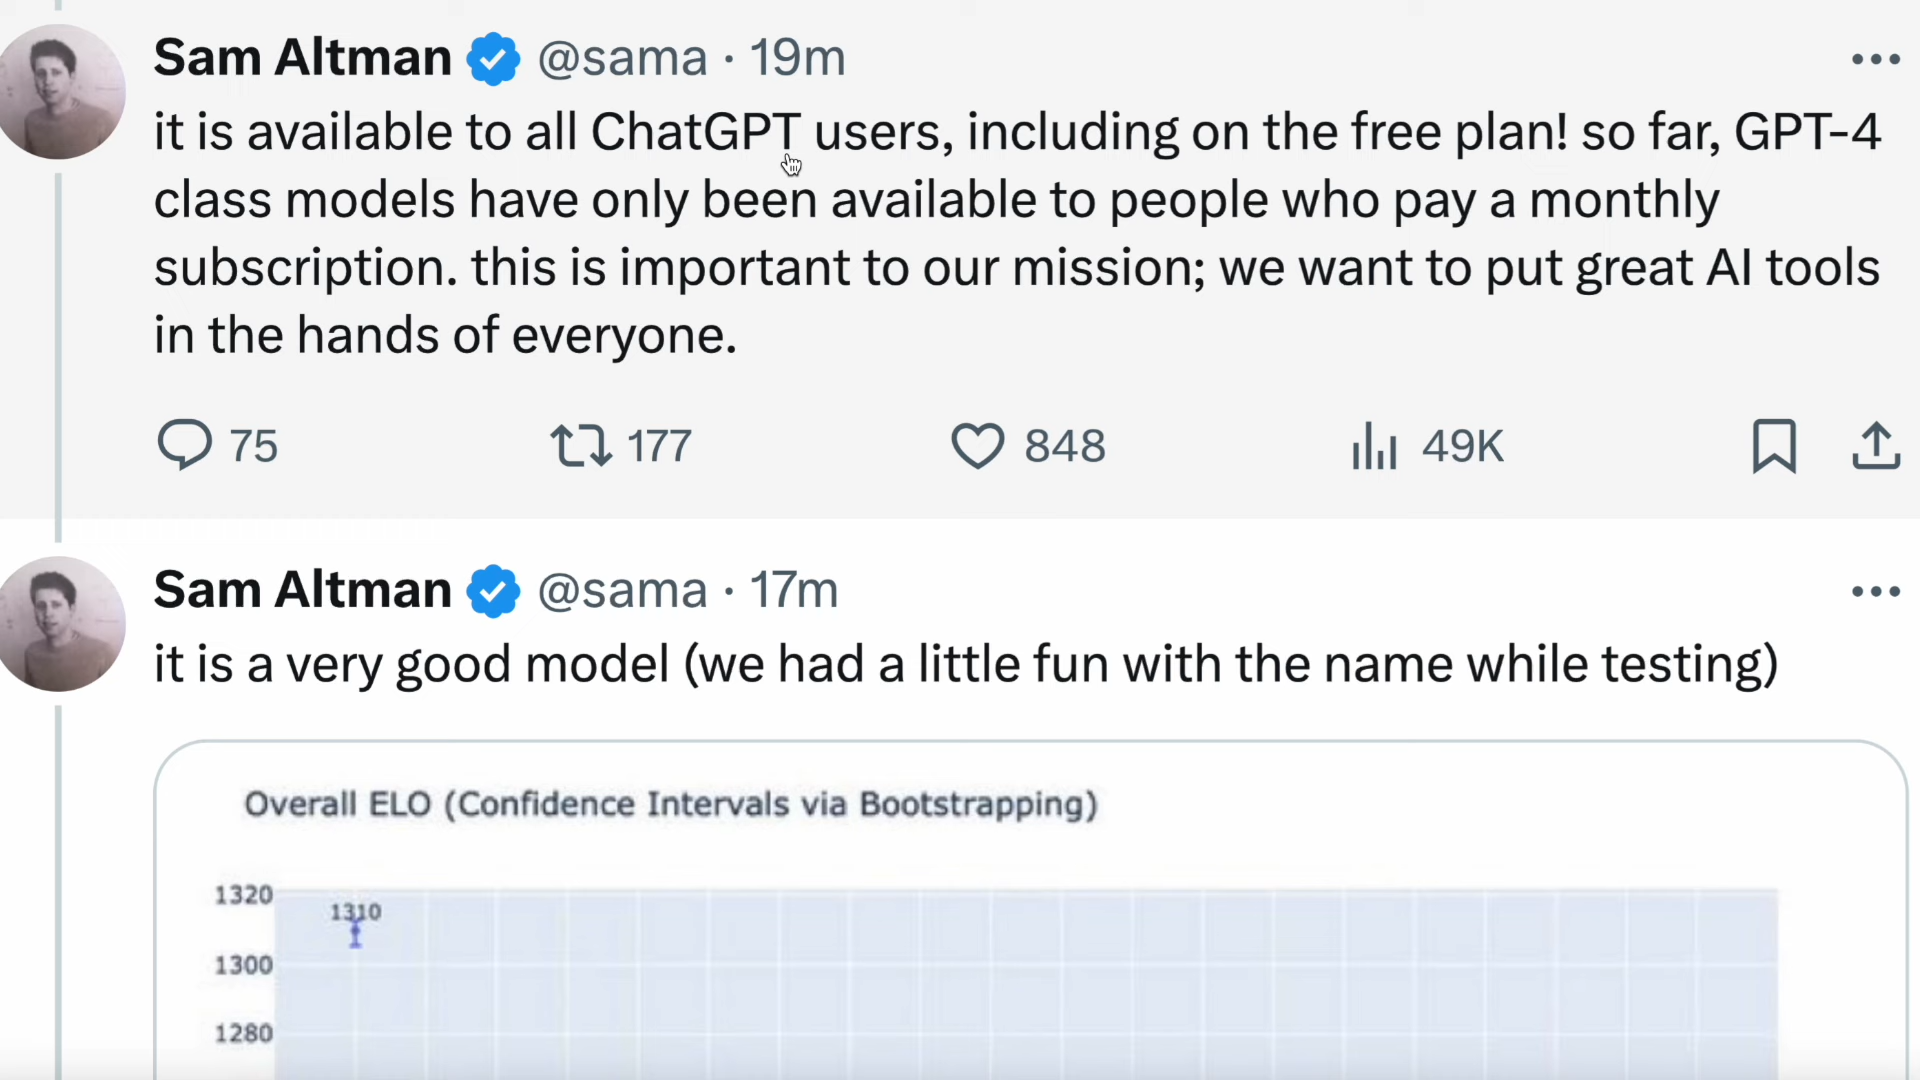 Sam Altman @sama · 19m
it is available to all ChatGPT users, including on the free plan! so far, GPT-4
class models have only been available to people who pay a monthly
subscription. this is important to our mission; we want to put great AI tools
in the hands of everyone.
75 177 848 49K
Sam Altman @sama · 17m
it is a very good model (we had a little fun with the name while testing)
Overall ELO (Confidence Intervals via Bootstrapping)
1320
1310
1300
1280